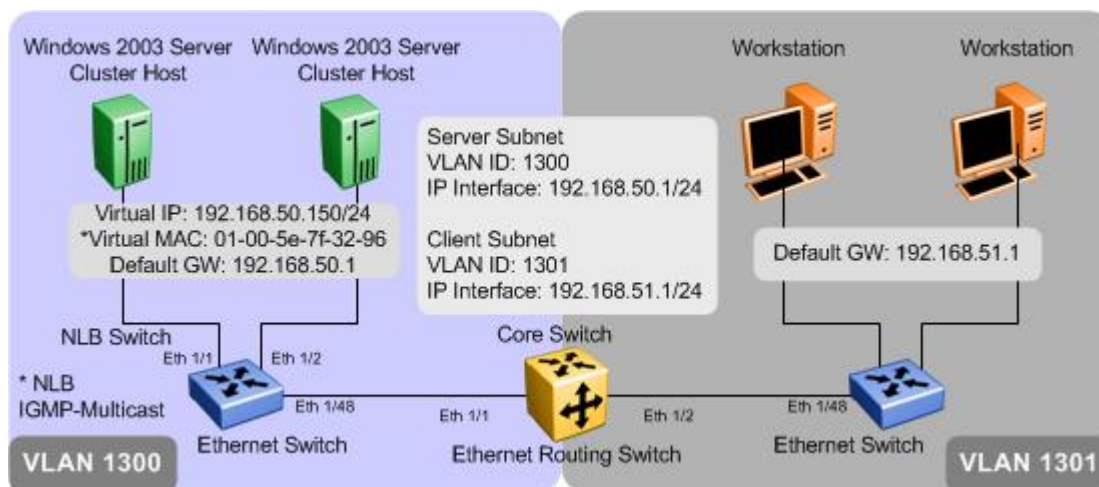 Windows 2003 Server
Cluster Host
Windows 2003 Server
Cluster Host
Workstation
Workstation
Server Subnet
VLAN ID: 1300
IP Interface: 192.168.50.1/24
Client Subnet
VLAN ID: 1301
IP Interface: 192.168.51.1/24
Virtual IP: 192.168.50.150/24
*Virtual MAC: 01-00-5e-7f-32-96
Default GW: 192.168.50.1
Default GW: 192.168.51.1
NLB Switch
Eth 1/1
Eth 1/2
Core Switch
* NLB
IGMP-Multicast
Eth 1/48
Eth 1/1
Eth 1/2
Eth 1/48
Ethernet Switch
Ethernet Routing Switch
Ethernet Switch
VLAN 1300
VLAN 1301